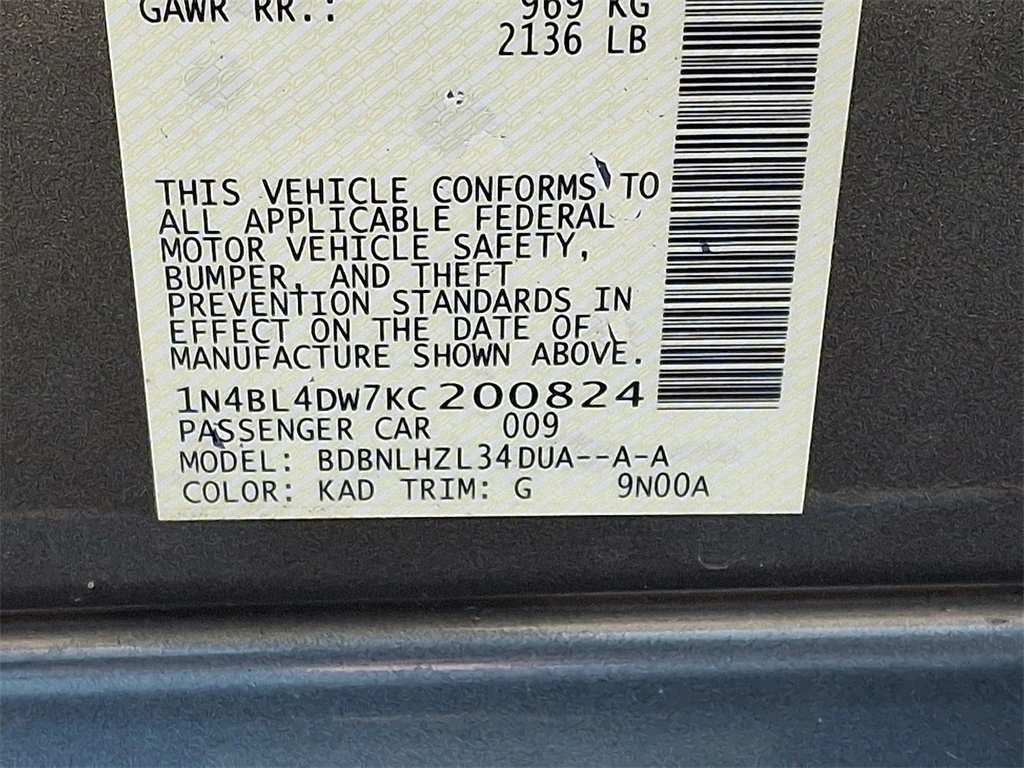 GAWR RR.: 969 KG
2136 LB
THIS VEHICLE CONFORMS TO
ALL APPLICABLE FEDERAL
MOTOR VEHICLE SAFETY,
BUMPER, AND THEFT
PREVENTION STANDARDS IN
EFFECT ON THE DATE OF
MANUFACTURE SHOWN ABOVE.
1N4BL4DW7KC200824
PASSENGER CAR 009
MODEL: BDBNLHZL34DUA--A-A
COLOR: KAD TRIM: G 9N00A